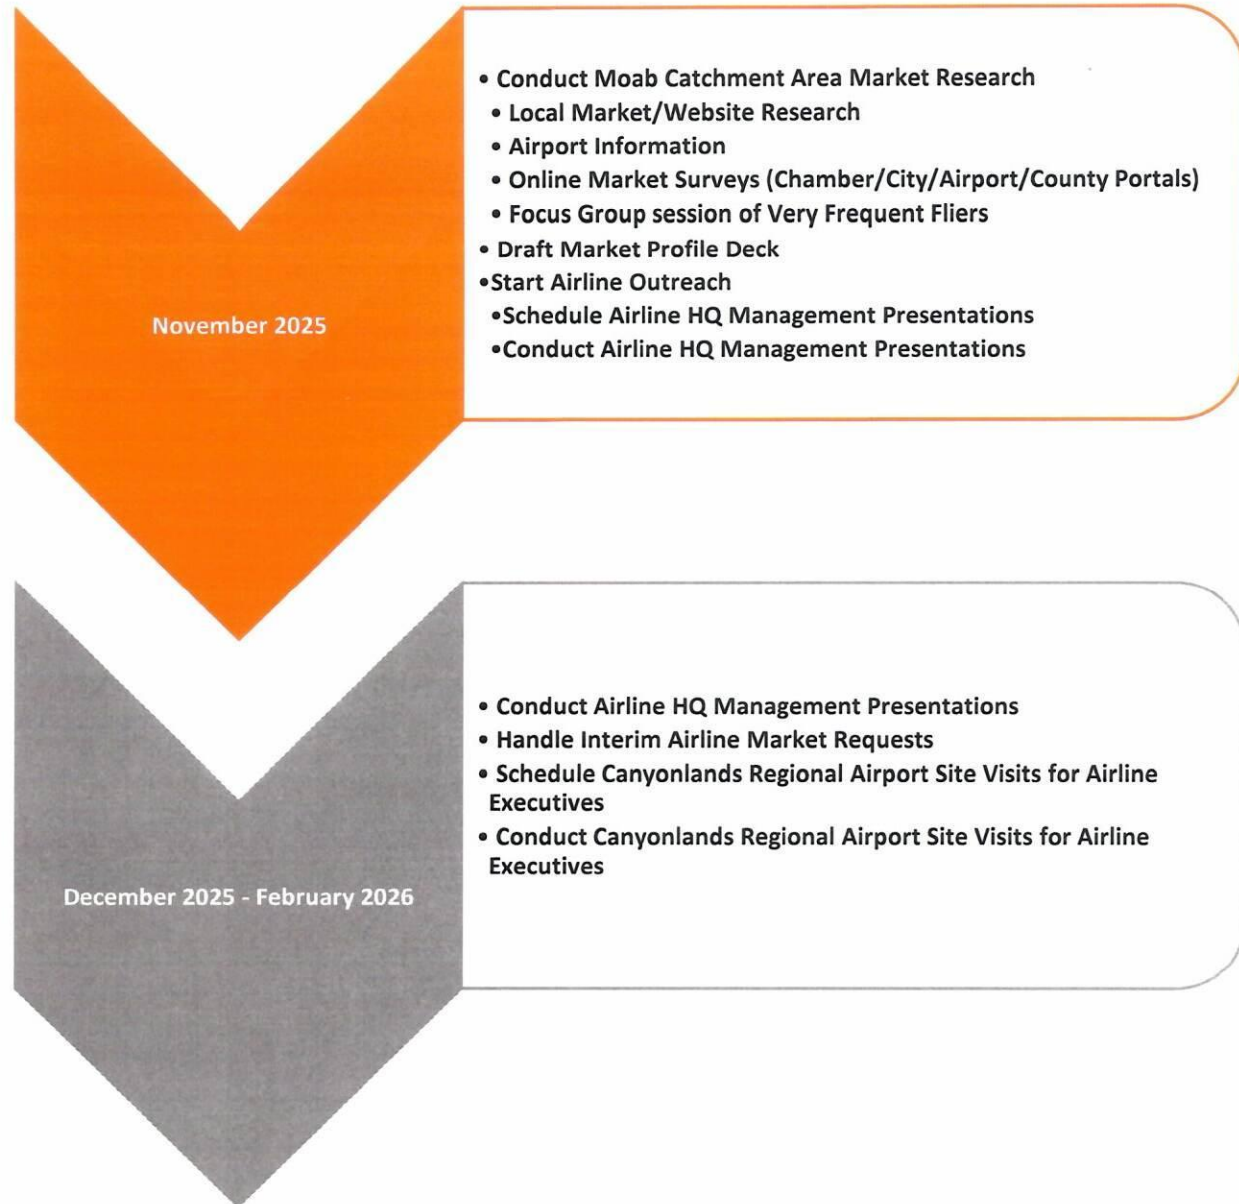 • Conduct Moab Catchment Area Market Research
• Local Market/Website Research
• Airport Information
• Online Market Surveys (Chamber/City/Airport/County Portals)
• Focus Group session of Very Frequent Fliers
• Draft Market Profile Deck
•Start Airline Outreach
•Schedule Airline HQ Management Presentations
•Conduct Airline HQ Management Presentations
November 2025
• Conduct Airline HQ Management Presentations
• Handle Interim Airline Market Requests
• Schedule Canyonlands Regional Airport Site Visits for Airline
Executives
• Conduct Canyonlands Regional Airport Site Visits for Airline
Executives
December 2025 - February 2026